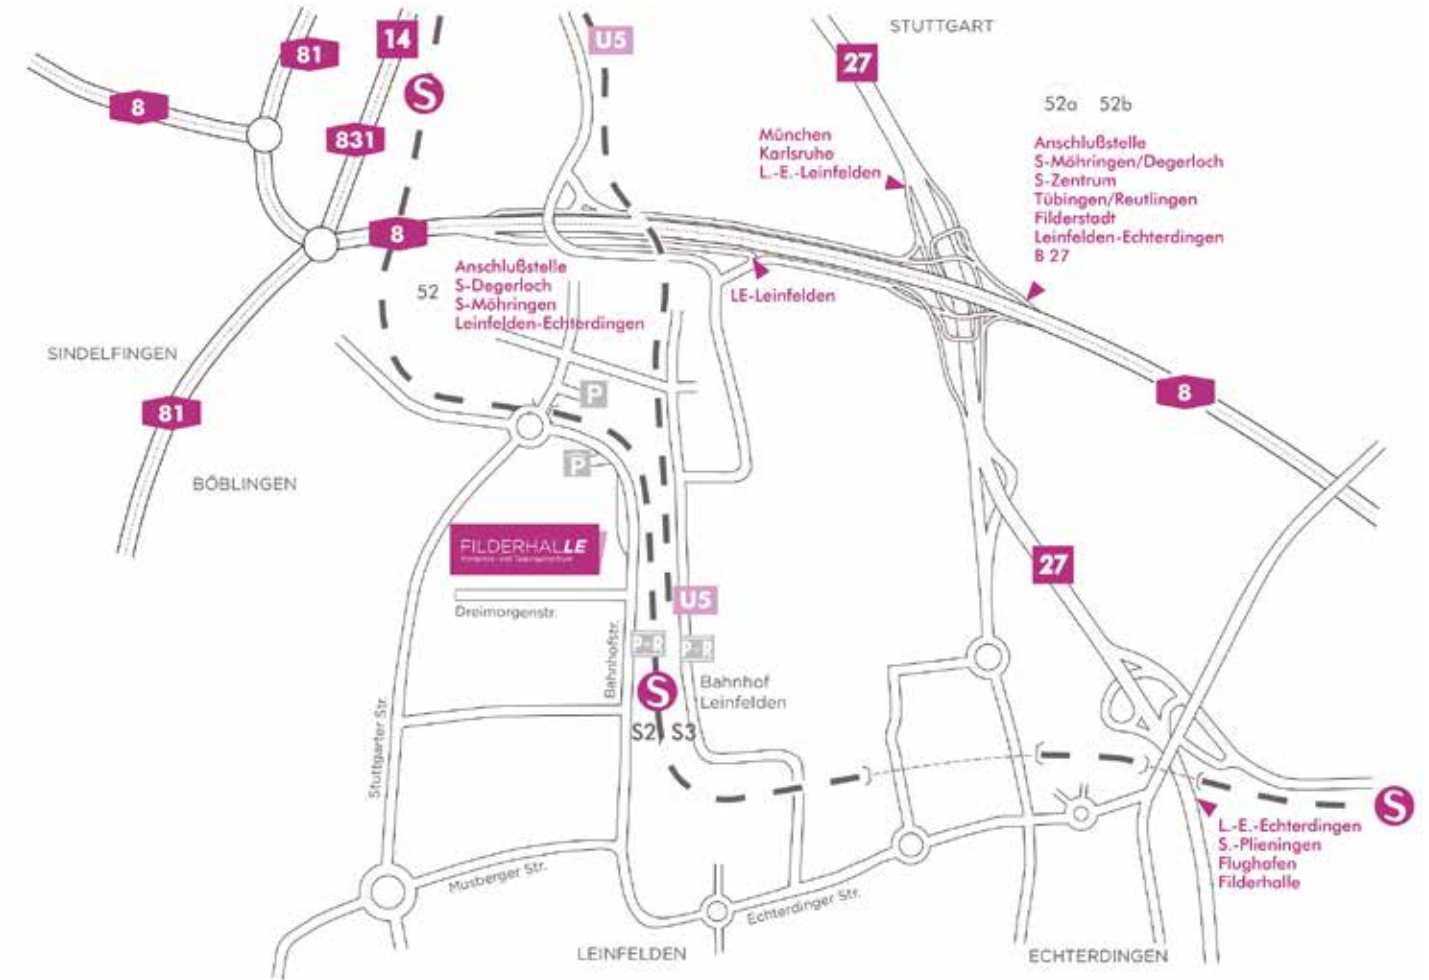 81
14
S
U5
27
STUTTGART
8
831
52a 52b
München
Karlsruhe
L.-E.-Leinfelden
Anschlußstelle
S-Möhringen/Degerloch
S-Zentrum
Tübingen/Reutlingen
Filderstadt
Leinfelden-Echterdingen
B 27
8
52
Anschlußstelle
S-Degerloch
S-Möhringen
Leinfelden-Echterdingen
LE-Leinfelden
SINDELFINGEN
81
8
P
BÖBLINGEN
P
FILDERHALLE
27
Dreimorgenstr.
U5
Bahnhofstr.
P+R
P+R
S
Bahnhof
Leinfelden
S2
S3
Stuttgarter Str.
S
L.-E.-Echterdingen
S.-Plieningen
Flughafen
Filderhalle
Musberger Str.
Echterdinger Str.
LEINFELDEN
ECHTERDINGEN